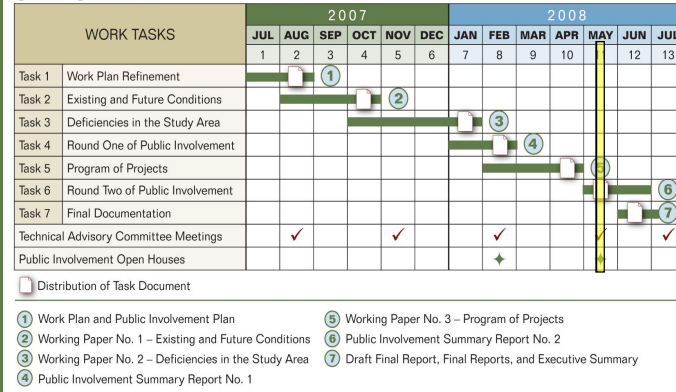 2007 2008
WORK TASKS
JUL AUG SEP OCT NOV DEC JAN FEB MAR APR MAY JUN JUL
1 2 3 4 5 6 7 8 9 10 11 12 13
Task 1 Work Plan Refinement 1
Task 2 Existing and Future Conditions 2
Task 3 Deficiencies in the Study Area 3
Task 4 Round One of Public Involvement 4
Task 5 Program of Projects 5
Task 6 Round Two of Public Involvement 6
Task 7 Final Documentation 7
Technical Advisory Committee Meetings
Public Involvement Open Houses
Distribution of Task Document
1 Work Plan and Public Involvement Plan
2 Working Paper No. 1 – Existing and Future Conditions
3 Working Paper No. 2 – Deficiencies in the Study Area
4 Public Involvement Summary Report No. 1
5 Working Paper No. 3 – Program of Projects
6 Public Involvement Summary Report No. 2
7 Draft Final Report, Final Reports, and Executive Summary